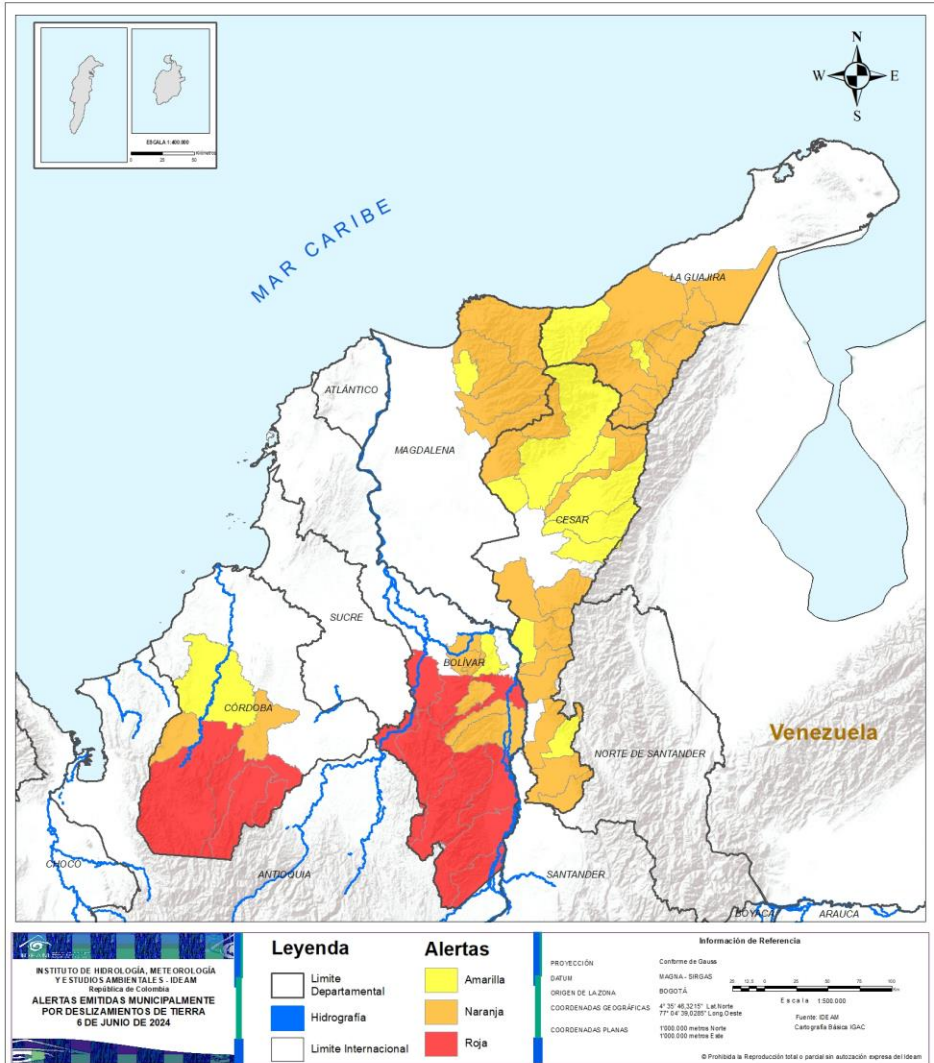 ESCALA 1:400.000
N
W
E
S
MAR CARIBE
LA GUAJIRA
ATLÁNTICO
MAGDALENA
CESAR
SUCRE
BOLÍVAR
CÓRDOBA
NORTE DE SANTANDER
Venezuela
CHOCO
ANTIOQUIA
SANTANDER
BOYACÁ
ARAUCA
INSTITUTO DE HIDROLOGÍA, METEOROLOGÍA
Y ESTUDIOS AMBIENTALES - IDEAM
República de Colombia
ALERTAS EMITIDAS MUNICIPALMENTE
POR DESLIZAMIENTOS DE TIERRA
6 DE JUNIO DE 2024
Leyenda
Limite
Departamental
Hidrografía
Limite Internacional
Alertas
Amarilla
Naranja
Roja
Información de Referencia
PROYECCIÓN Conforme de Gauss
DATUM MAGNA - SIRGAS
ORIGEN DE LA ZONA BOGOTÁ
COORDENADAS GEOGRÁFICAS 4° 35' 46,3215" Lat.Norte
77° 04' 39,0285" Long.Oeste
COORDENADAS PLANAS 1'000.000 metros Norte
1'000.000 metros Este
Escala 1:500.000
Fuente: IDEAM
Cartografía Básica IGAC
© Prohibida la Reproducción total o parcial sin autorización expresa del Ideam